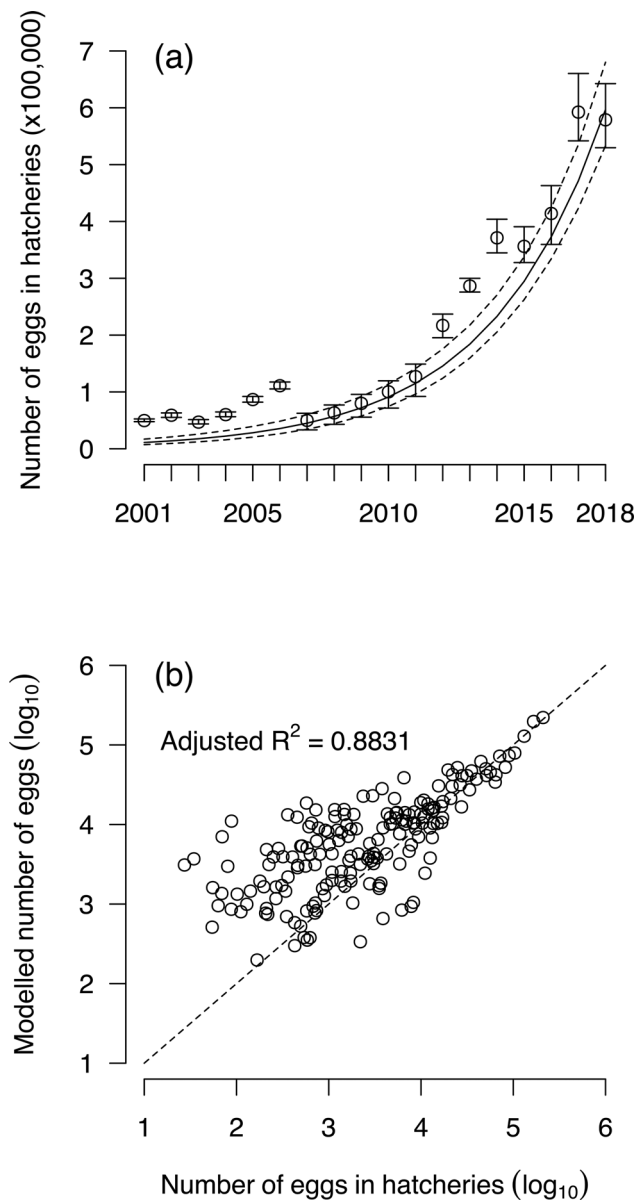 (a)
Number of eggs in hatcheries (x100,000)
7
6
5
4
3
2
1
0
2001 2005 2010 2015 2018
(b)
Adjusted R² = 0.8831
Modelled number of eggs (log₁₀)
6
5
4
3
2
1
1 2 3 4 5 6
Number of eggs in hatcheries (log₁₀)